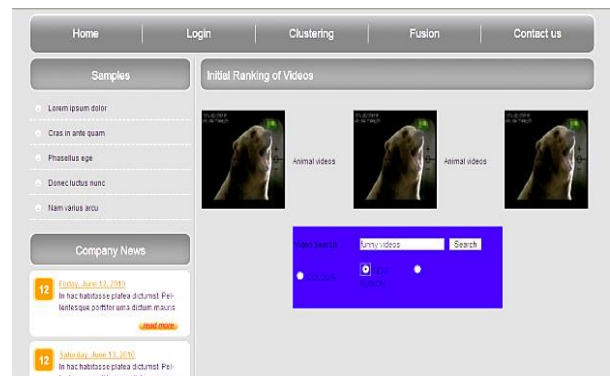 Home
Login
Clustering
Fusion
Contact us
Samples
Lorem ipsum dolor
Cras in ante quam
Phasellus ege
Donec luctus nunc
Nam varius arcu
Company News
12
Friday, June 12, 2010
In hac habitasse platea dictumst. Pel-
lentesque porttitor urna dictum mauris
read more
12
Saturday, June 13, 2010
In hac habitasse platea dictumst. Pel-
Initial Ranking of Videos
Animal videos
Animal videos
Video Search
funny videos
Search
COLOUR
TEXT
FUSION